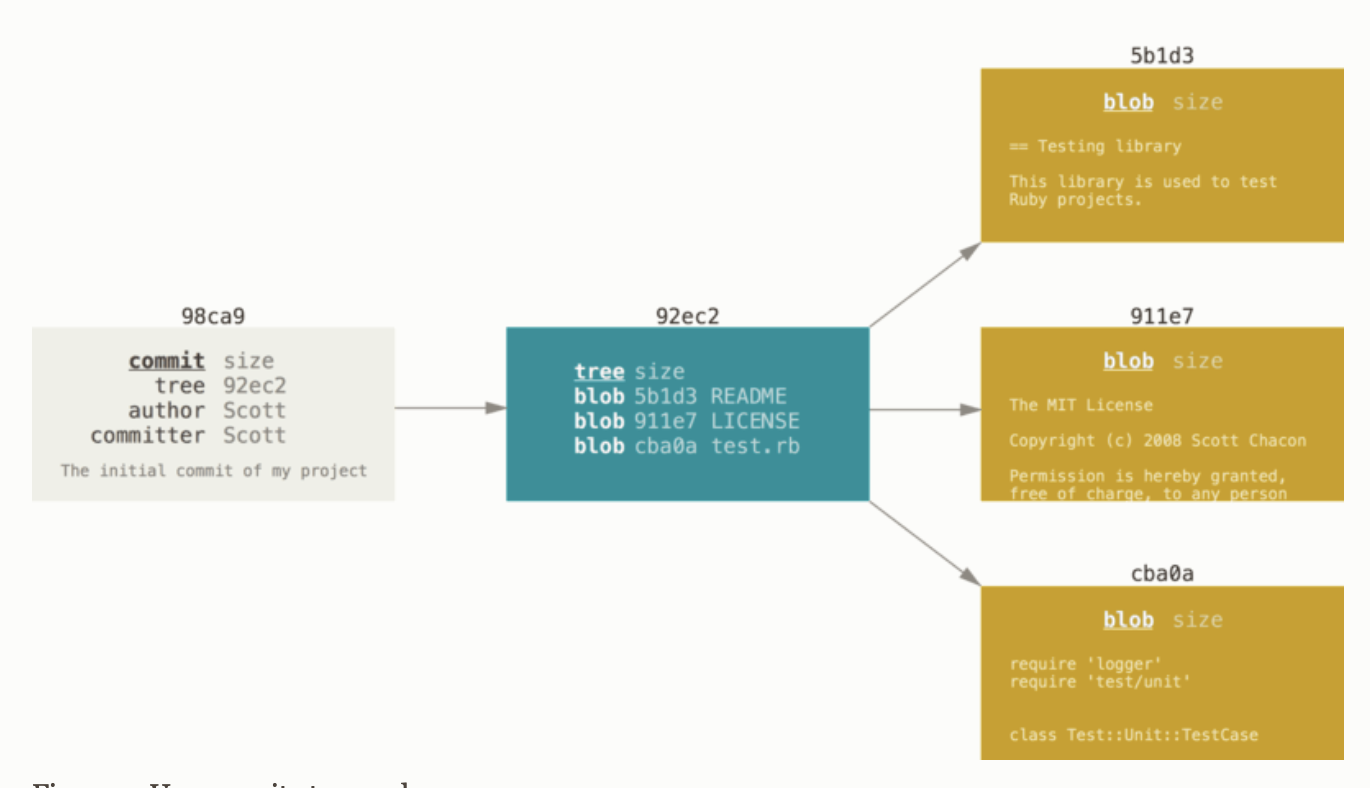 98ca9
commit size
tree 92ec2
author Scott
committer Scott
The initial commit of my project
92ec2
tree size
blob 5b1d3 README
blob 911e7 LICENSE
blob cba0a test.rb
5b1d3
blob size
== Testing library
This library is used to test
Ruby projects.
911e7
blob size
The MIT License
Copyright (c) 2008 Scott Chacon
Permission is hereby granted,
free of charge, to any person
cba0a
blob size
require 'logger'
require 'test/unit'
class Test::Unit::TestCase